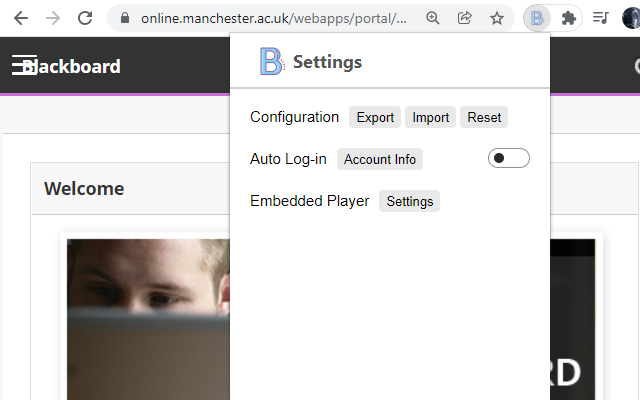 online.manchester.ac.uk/webapps/portal/...
Blackboard
B Settings
Configuration Export Import Reset
Auto Log-in Account Info
Embedded Player Settings
Welcome
RD